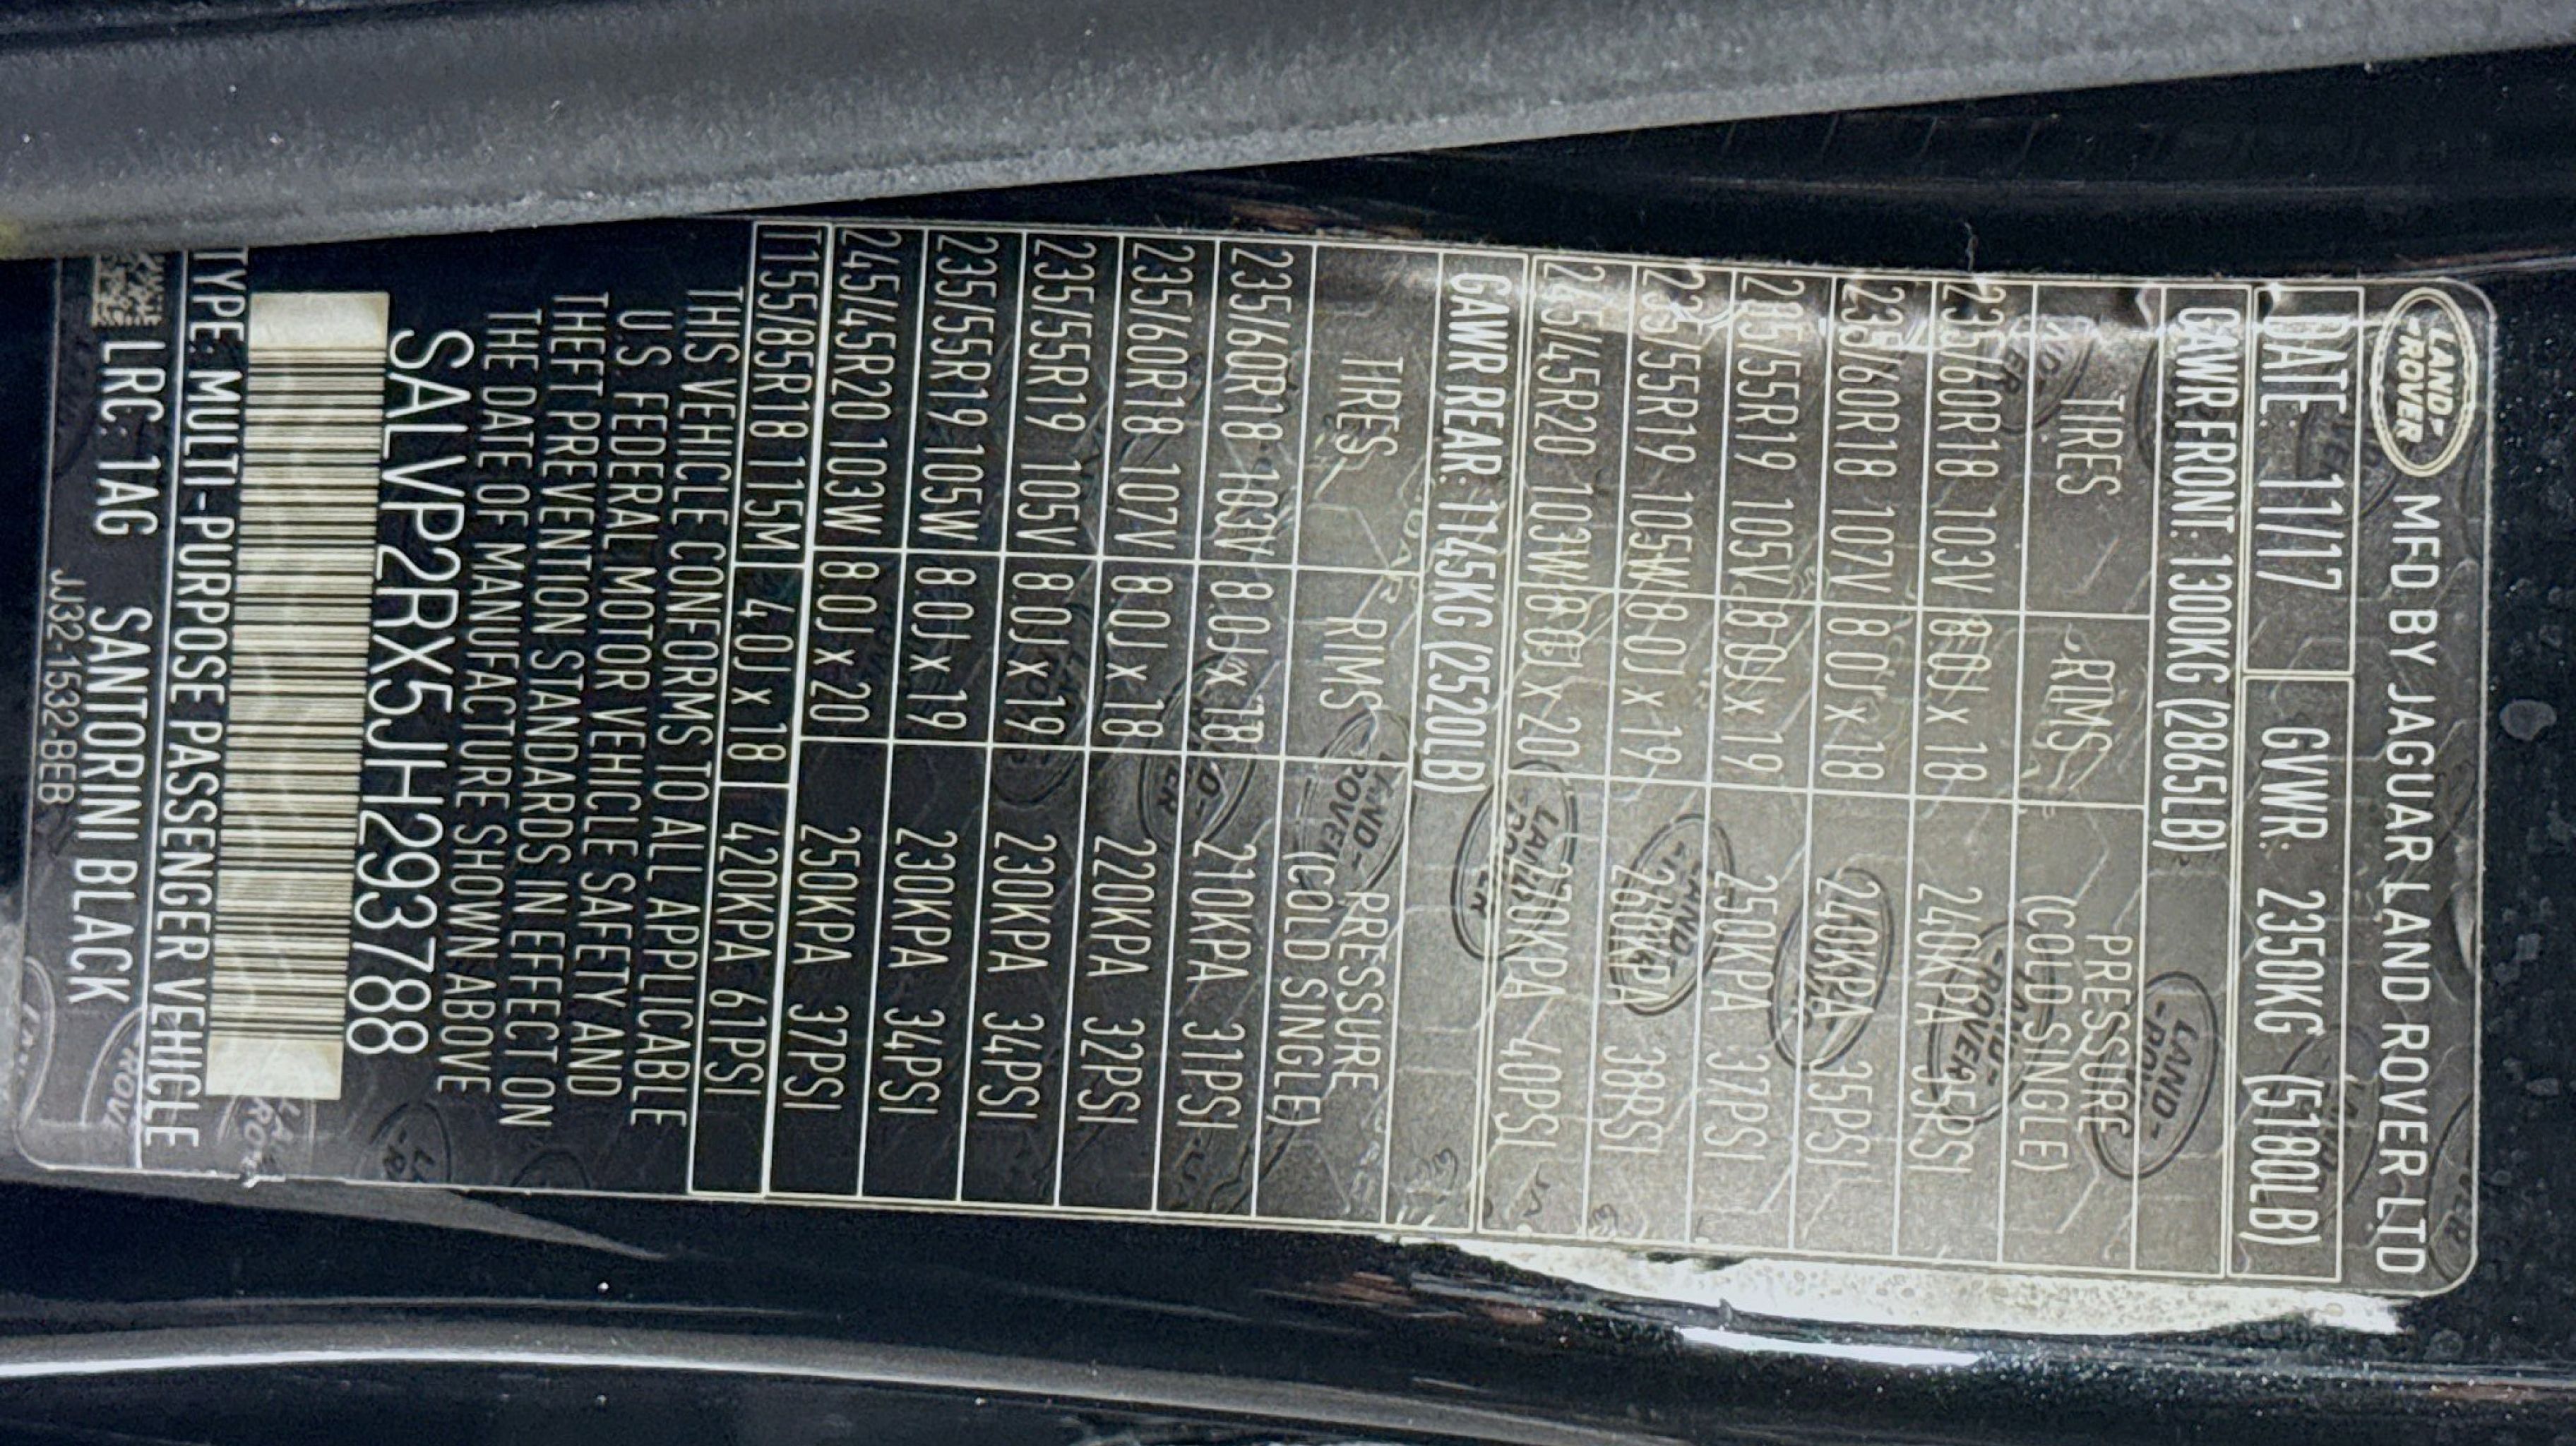 LAND-
-ROVER
MFD BY JAGUAR LAND ROVER LTD
DATE: 11/17 GVWR: 2350KG (5180LB)
GAWR FRONT: 1300KG (2865LB)
TIRES RIMS PRESSURE
(COLD SINGLE)
235/60R18 103V 8.0J x 18 240KPA 35PSI
235/60R18 107V 8.0J x 18 240KPA 35PSI
235/55R19 105V 8.0J x 19 250KPA 37PSI
235/55R19 105W 8.0J x 19 260KPA 38PSI
245/45R20 103W 8.0J x 20 270KPA 40PSI
GAWR REAR: 1145KG (2520LB)
TIRES RIMS PRESSURE
(COLD SINGLE)
235/60R18 103V 8.0J x 18 210KPA 31PSI
235/60R18 107V 8.0J x 18 220KPA 32PSI
235/55R19 105V 8.0J x 19 230KPA 34PSI
235/55R19 105W 8.0J x 19 230KPA 34PSI
245/45R20 103W 8.0J x 20 250KPA 37PSI
T155/85R18 115M 4.0J x 18 420KPA 61PSI
THIS VEHICLE CONFORMS TO ALL APPLICABLE
U.S. FEDERAL MOTOR VEHICLE SAFETY AND
THEFT PREVENTION STANDARDS IN EFFECT ON
THE DATE OF MANUFACTURE SHOWN ABOVE
SALVP2RX5JH293788
TYPE: MULTI-PURPOSE PASSENGER VEHICLE
LRC: 1AG SANTORINI BLACK
JJ32-1532-BEB